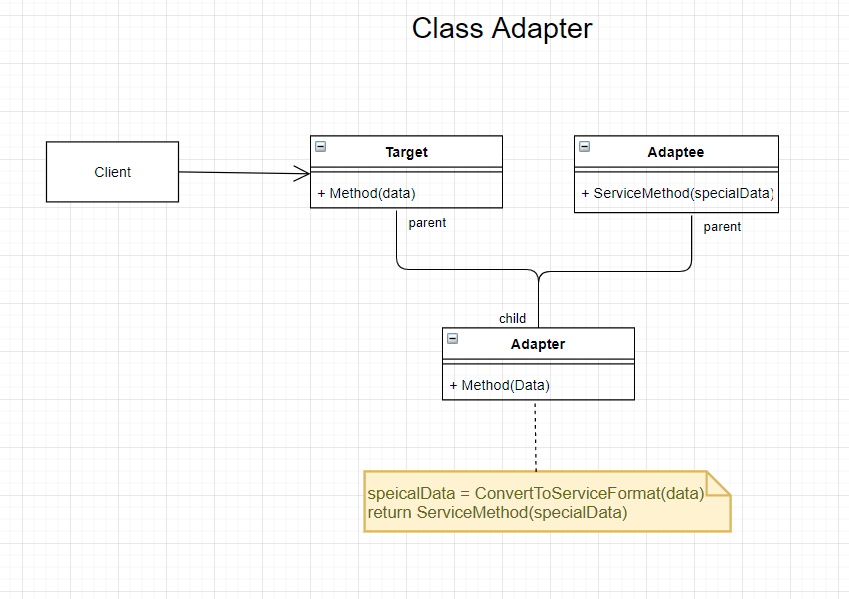 Class Adapter
Client
Target
+ Method(data)
parent
Adaptee
+ ServiceMethod(specialData)
parent
child
Adapter
+ Method(Data)
speicalData = ConvertToServiceFormat(data)
return ServiceMethod(specialData)